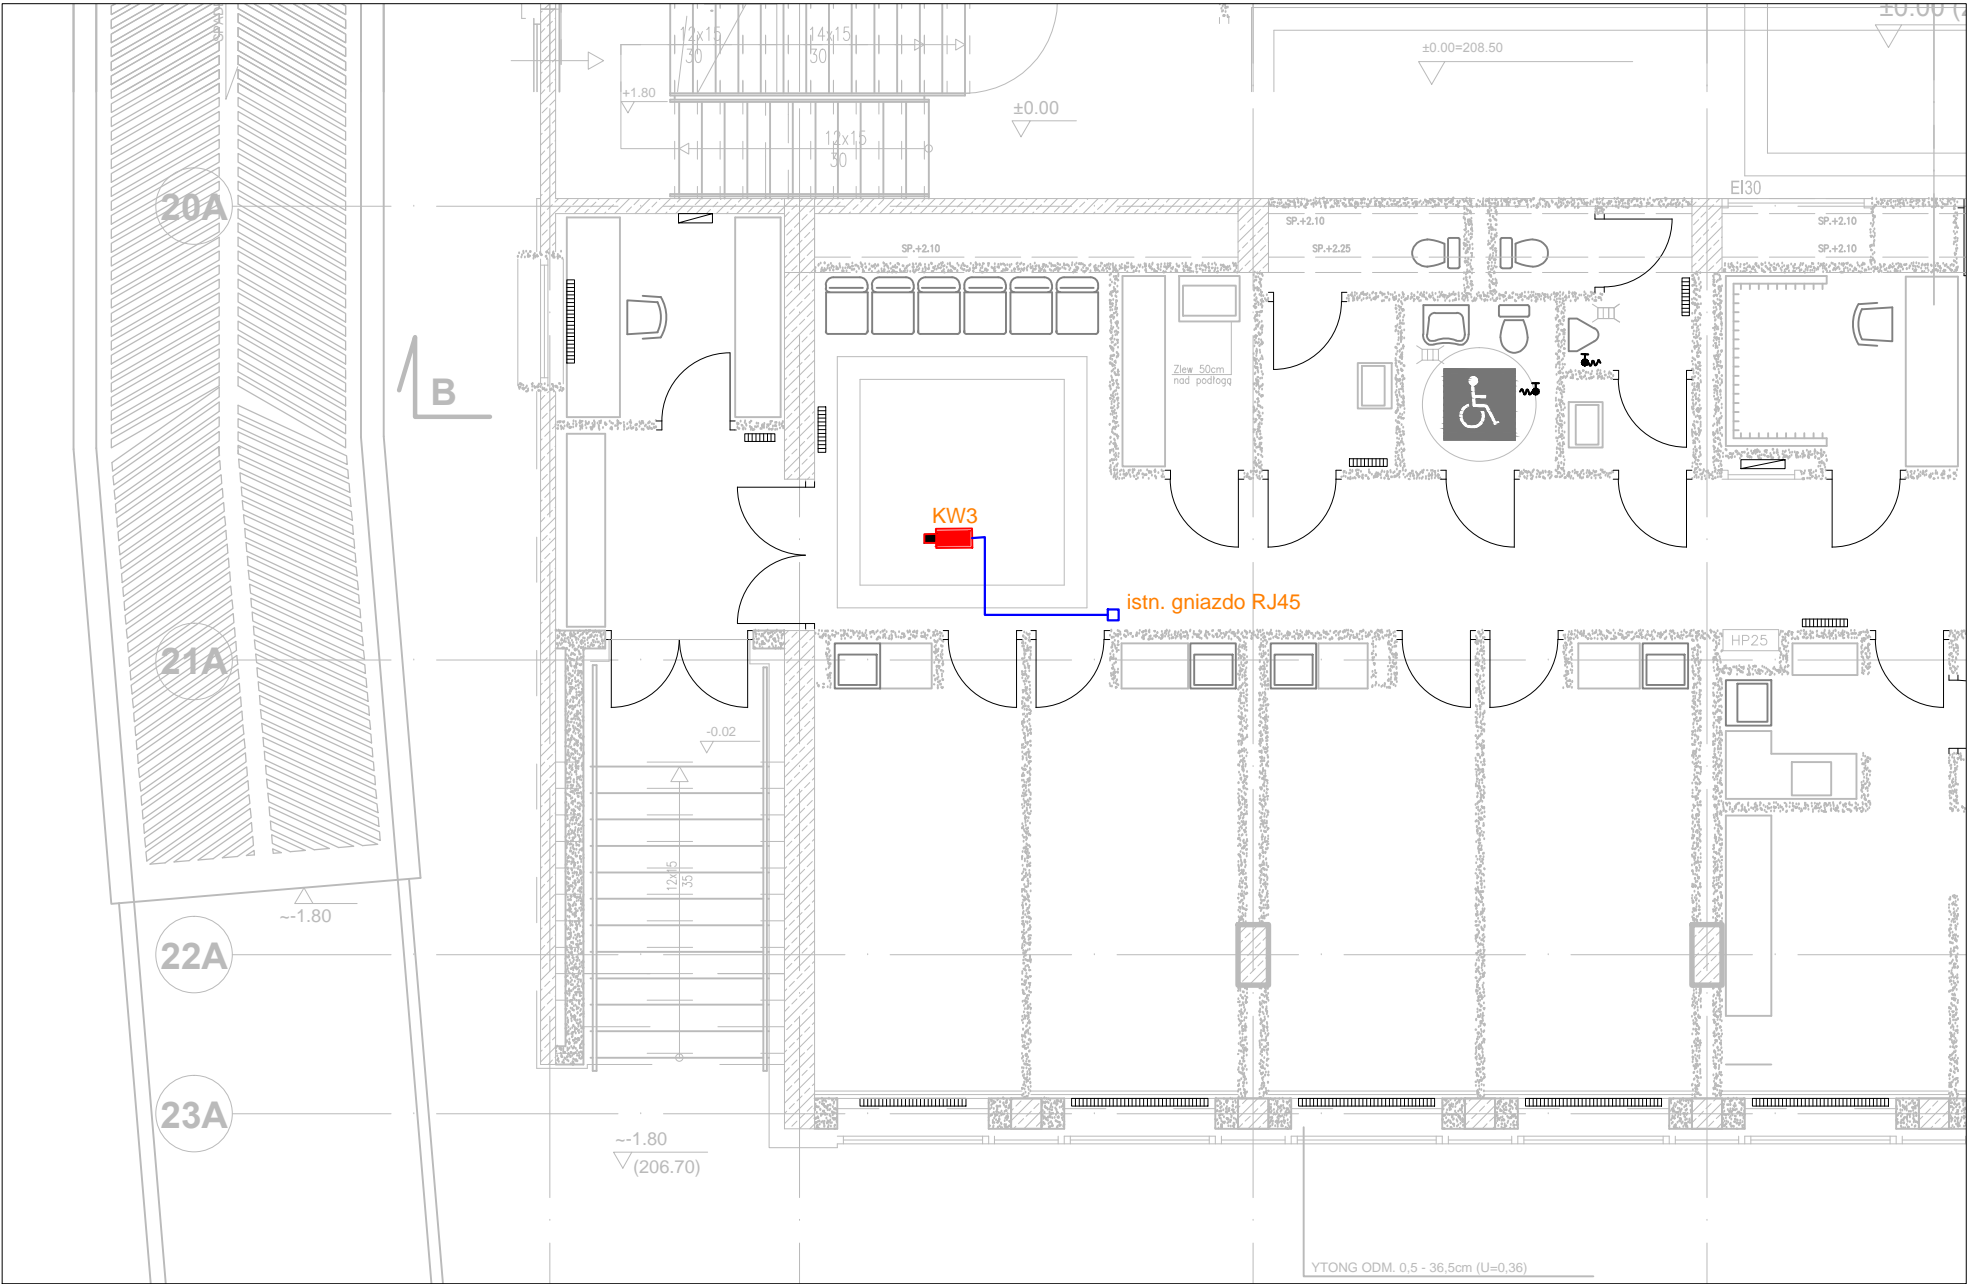 ±0.00 (2
12x15
30
14x15
30
±0.00=208.50
+1.80
±0.00
12x15
30
EI30
20A
SP.+2.10
SP.+2.10
SP.+2.10
SP.+2.25
SP.+2.10
B
Zlew 50cm
nad podłogą
KW3
istn. gniazdo RJ45
HP25
21A
-0.02
12x15
35
~-1.80
22A
23A
~-1.80
(206.70)
YTONG ODM. 0,5 - 36,5cm (U=0,36)